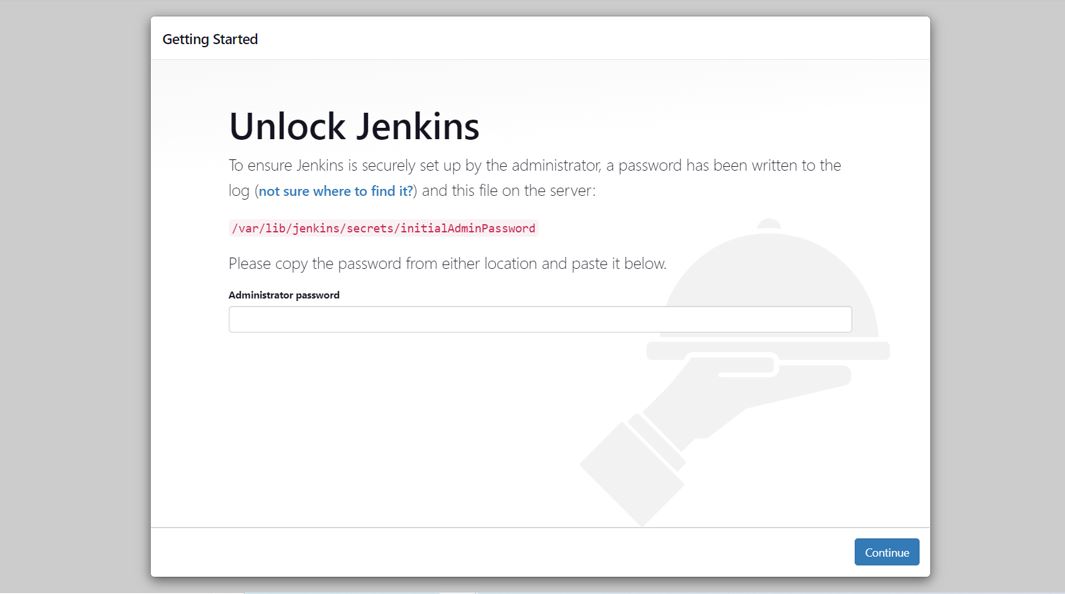 Getting Started
Unlock Jenkins
To ensure Jenkins is securely set up by the administrator, a password has been written to the
log (not sure where to find it?) and this file on the server:
/var/lib/jenkins/secrets/initialAdminPassword
Please copy the password from either location and paste it below.
Administrator password
Continue